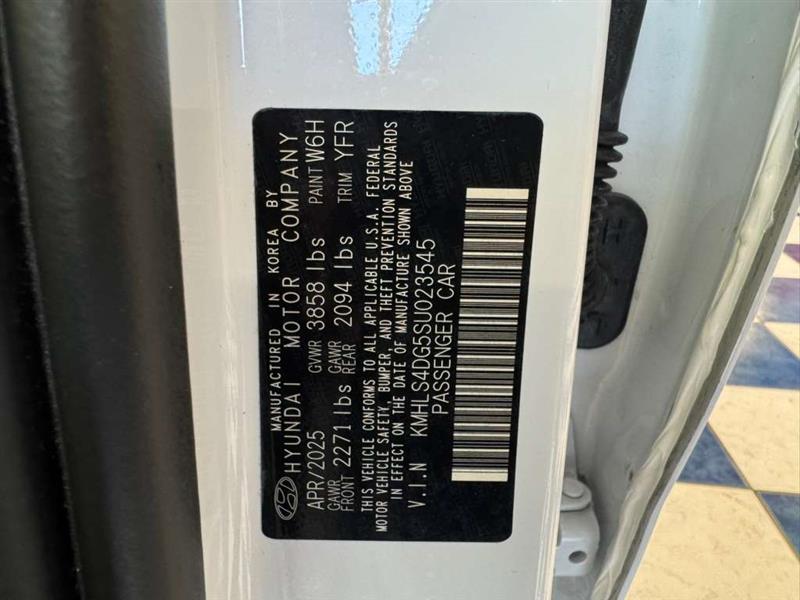 MANUFACTURED IN KOREA BY
HYUNDAI MOTOR COMPANY
APR/2025 GVWR 3858 lbs PAINT W6H
GAWR FRONT 2271 lbs GAWR REAR 2094 lbs TRIM YFR
THIS VEHICLE CONFORMS TO ALL APPLICABLE U.S.A. FEDERAL
MOTOR VEHICLE SAFETY, BUMPER, AND THEFT PREVENTION STANDARDS
IN EFFECT ON THE DATE OF MANUFACTURE SHOWN ABOVE
V.I.N KMHLS4DG5SU023545
PASSENGER CAR